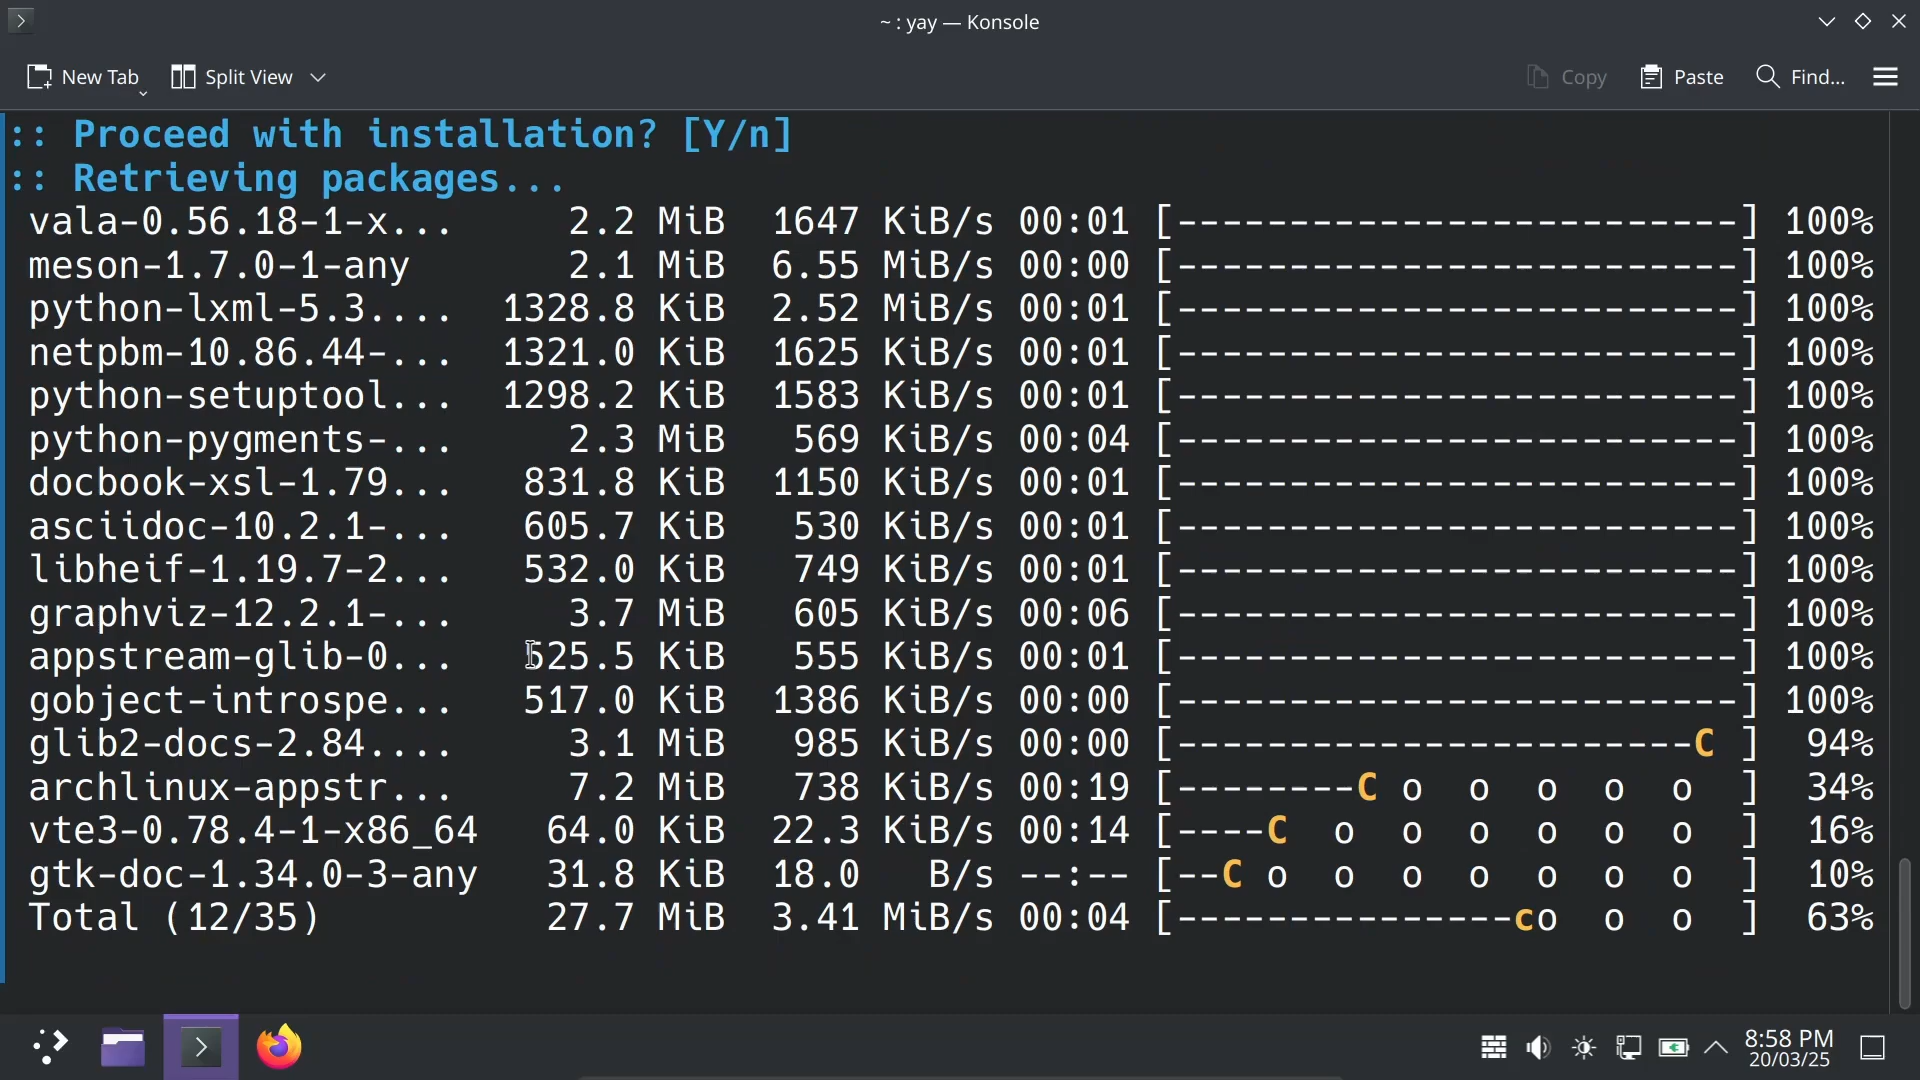 ~ : yay — Konsole
New Tab Split View Copy Paste Find...
:: Proceed with installation? [Y/n]
:: Retrieving packages...
vala-0.56.18-1-x... 2.2 MiB 1647 KiB/s 00:01 [-------------------------] 100%
meson-1.7.0-1-any 2.1 MiB 6.55 MiB/s 00:00 [-------------------------] 100%
python-lxml-5.3.... 1328.8 KiB 2.52 MiB/s 00:01 [-------------------------] 100%
netpbm-10.86.44-... 1321.0 KiB 1625 KiB/s 00:01 [-------------------------] 100%
python-setuptool... 1298.2 KiB 1583 KiB/s 00:01 [-------------------------] 100%
python-pygments-... 2.3 MiB 569 KiB/s 00:04 [-------------------------] 100%
docbook-xsl-1.79... 831.8 KiB 1150 KiB/s 00:01 [-------------------------] 100%
asciidoc-10.2.1-... 605.7 KiB 530 KiB/s 00:01 [-------------------------] 100%
libheif-1.19.7-2... 532.0 KiB 749 KiB/s 00:01 [-------------------------] 100%
graphviz-12.2.1-... 3.7 MiB 605 KiB/s 00:06 [-------------------------] 100%
appstream-glib-0... 525.5 KiB 555 KiB/s 00:01 [-------------------------] 100%
gobject-introspe... 517.0 KiB 1386 KiB/s 00:00 [-------------------------] 100%
glib2-docs-2.84.... 3.1 MiB 985 KiB/s 00:00 [-----------------------C ] 94%
archlinux-appstr... 7.2 MiB 738 KiB/s 00:19 [--------C o  o  o  o  o  ] 34%
vte3-0.78.4-1-x86_64 64.0 KiB 22.3 KiB/s 00:14 [----C  o  o  o  o  o  o  ] 16%
gtk-doc-1.34.0-3-any 31.8 KiB 18.0 B/s --:-- [--C o  o  o  o  o  o  o  ] 10%
Total (12/35) 27.7 MiB 3.41 MiB/s 00:04 [---------------co  o  o  ] 63%
8:58 PM
20/03/25